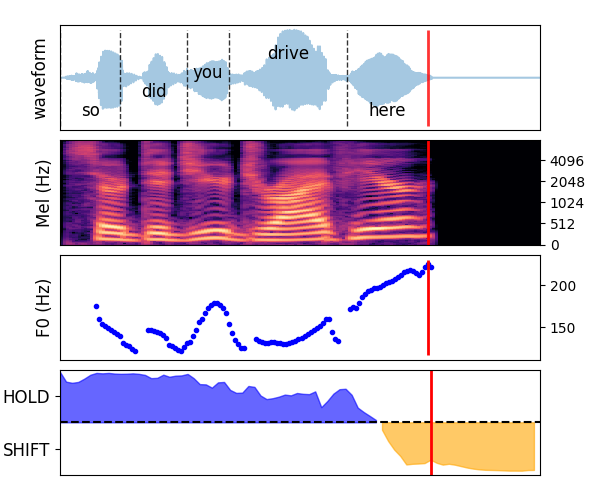 waveform
so
did
you
drive
here
Mel (Hz)
4096
2048
1024
512
0
F0 (Hz)
200
150
HOLD
SHIFT